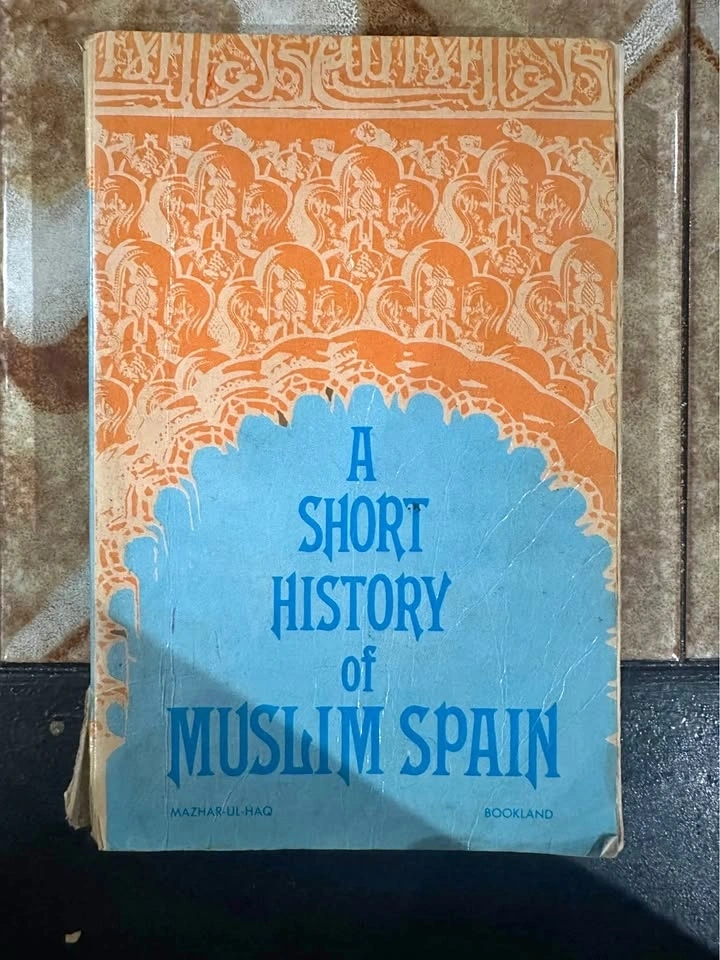 A
SHORT
HISTORY
of
MUSLIM SPAIN
MAZHAR-UL-HAQ BOOKLAND